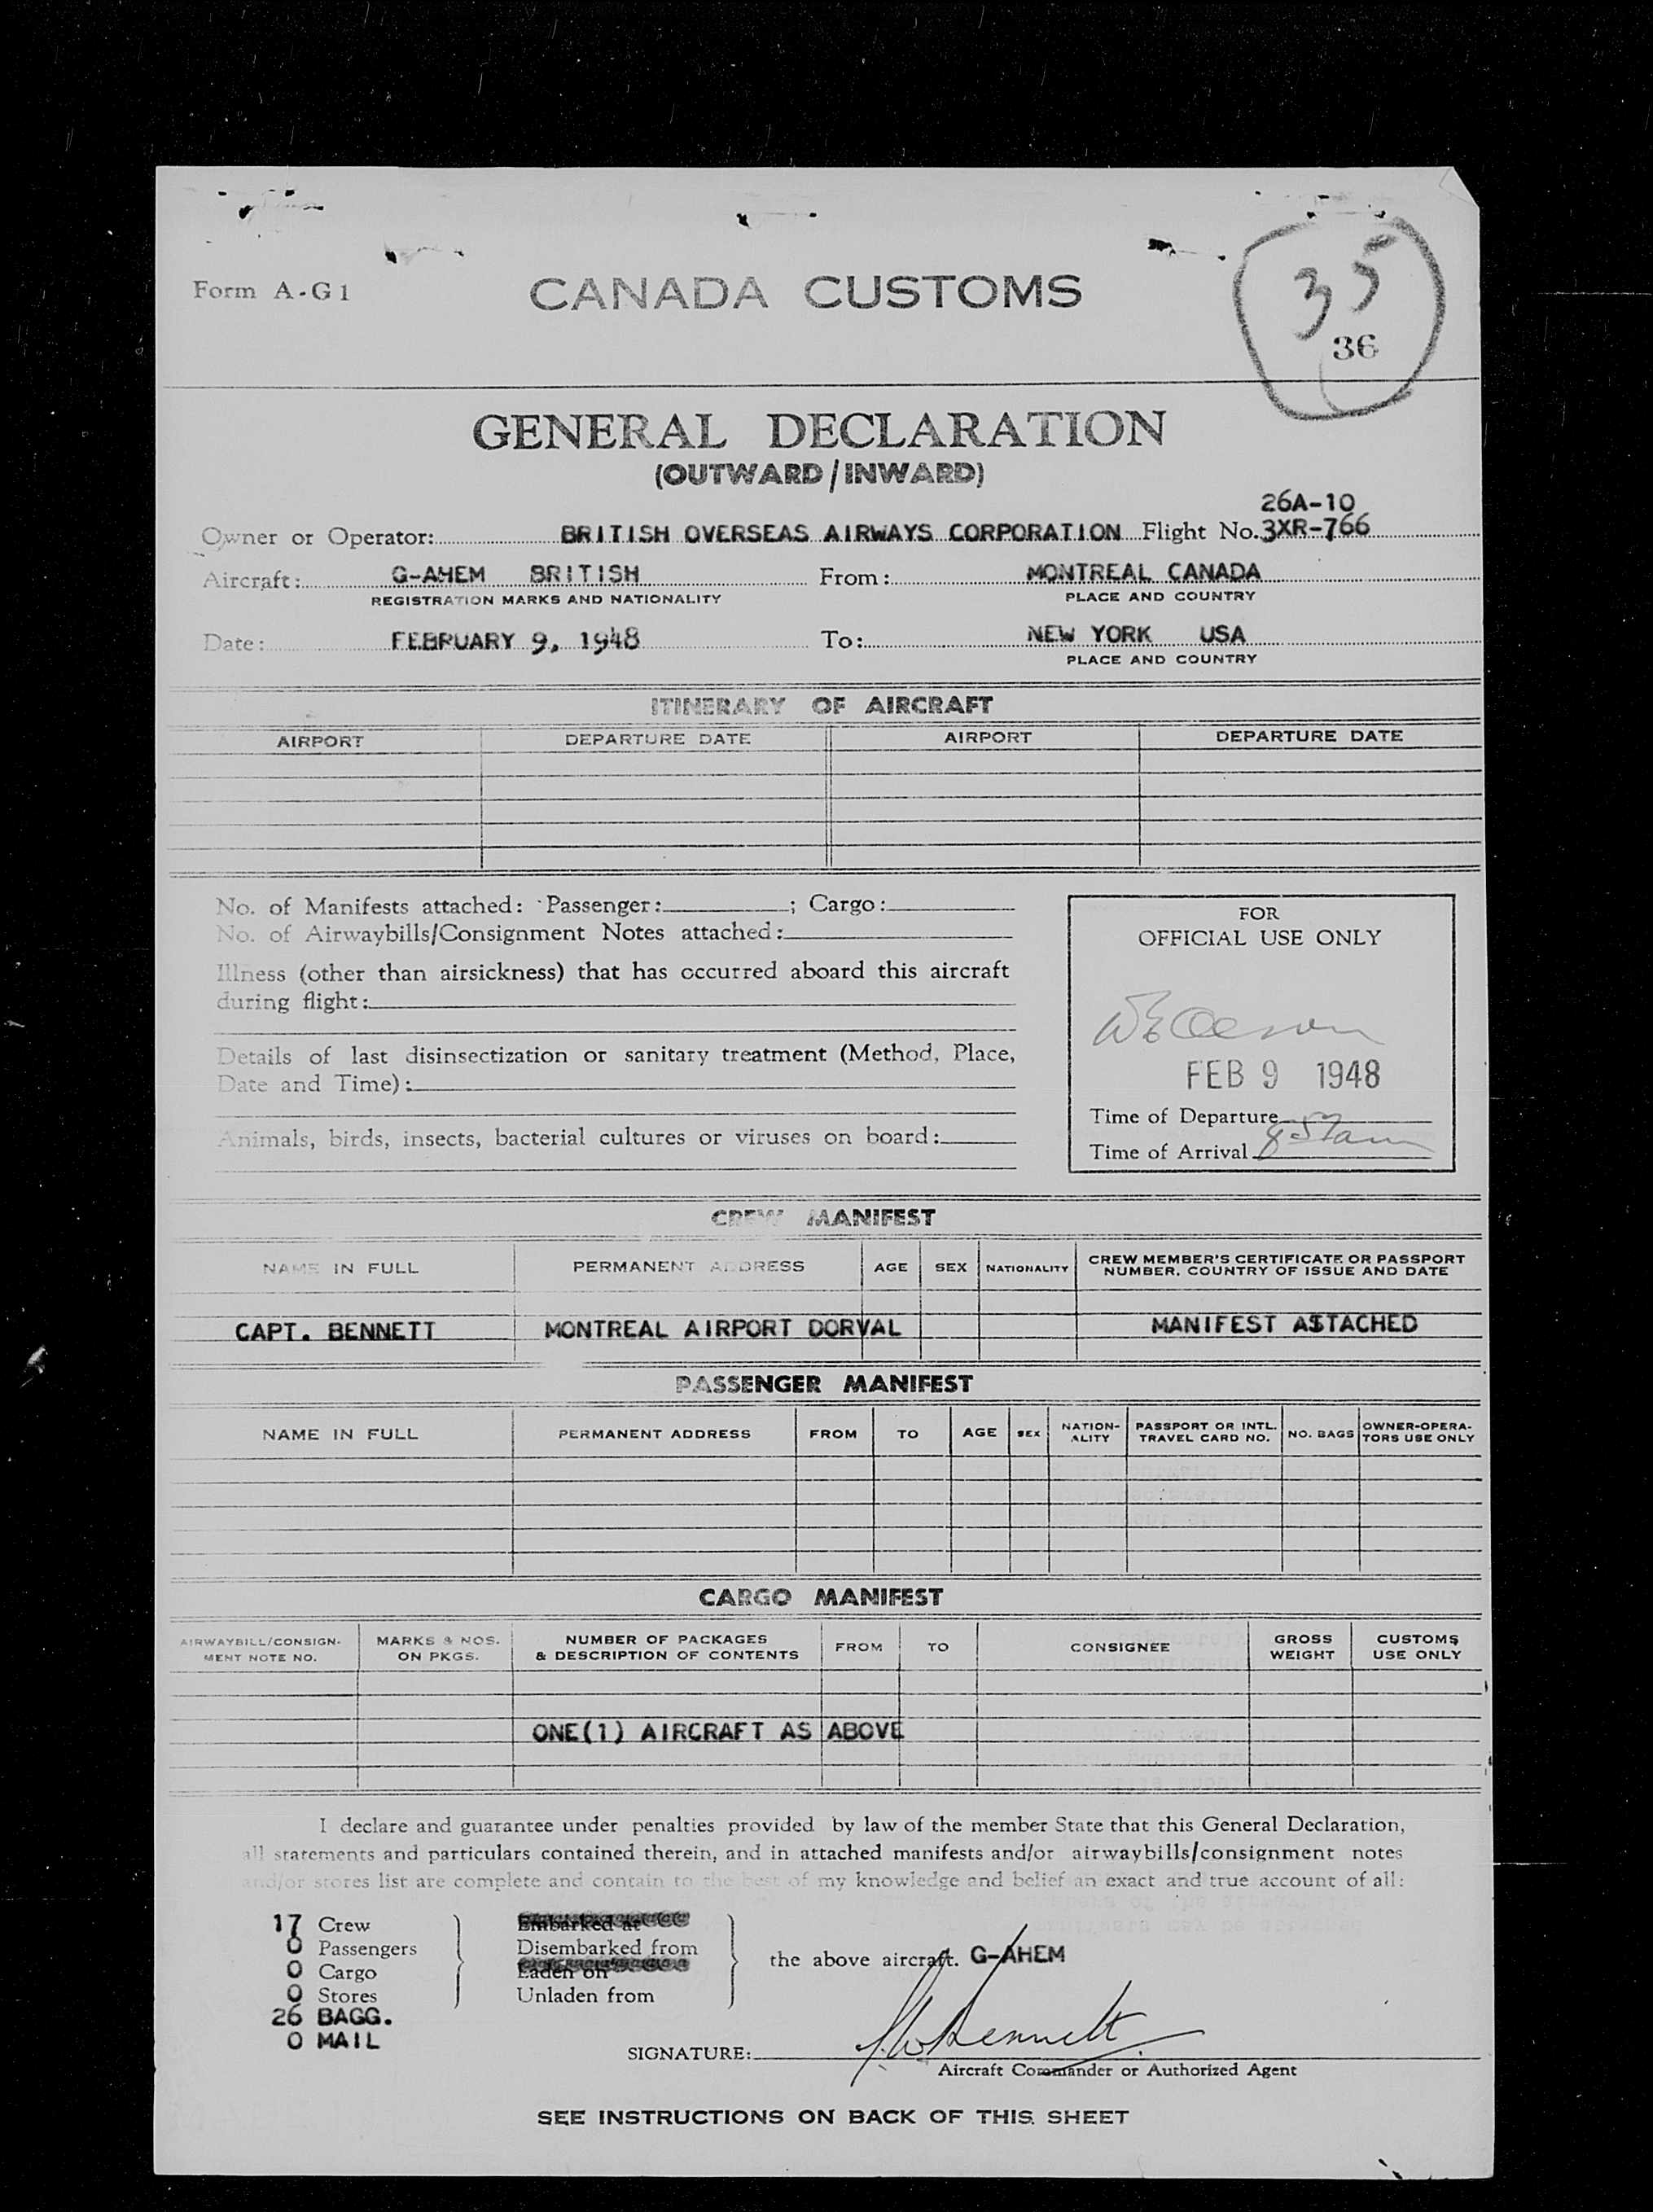 Form A-G1
CANADA CUSTOMS
35
36
GENERAL DECLARATION
(OUTWARD/INWARD)
26A-10
Owner or Operator: BRITISH OVERSEAS AIRWAYS CORPORATION Flight No. 3XR-766
Aircraft: G-AHEM BRITISH From: MONTREAL CANADA
REGISTRATION MARKS AND NATIONALITY PLACE AND COUNTRY
Date: FEBRUARY 9, 1948 To: NEW YORK USA
PLACE AND COUNTRY
ITINERARY OF AIRCRAFT
AIRPORT DEPARTURE DATE AIRPORT DEPARTURE DATE
No. of Manifests attached: Passenger: ; Cargo:
No. of Airwaybills/Consignment Notes attached:
Illness (other than airsickness) that has occurred aboard this aircraft
during flight:
Details of last disinsectization or sanitary treatment (Method, Place,
Date and Time):
Animals, birds, insects, bacterial cultures or viruses on board:
FOR
OFFICIAL USE ONLY
FEB 9 1948
Time of Departure
Time of Arrival
CREW MANIFEST
NAME IN FULL PERMANENT ADDRESS AGE SEX NATIONALITY CREW MEMBER'S CERTIFICATE OR PASSPORT
NUMBER, COUNTRY OF ISSUE AND DATE
CAPT. BENNETT MONTREAL AIRPORT DORVAL MANIFEST ATTACHED
PASSENGER MANIFEST
NAME IN FULL PERMANENT ADDRESS FROM TO AGE SEX NATION-
ALITY PASSPORT OR INTL.
TRAVEL CARD NO. NO. BAGS OWNER-OPERA-
TORS USE ONLY
CARGO MANIFEST
AIRWAYBILL/CONSIGN-
MENT NOTE NO. MARKS & NOS.
ON PKGS. NUMBER OF PACKAGES
& DESCRIPTION OF CONTENTS FROM TO CONSIGNEE GROSS
WEIGHT CUSTOMS
USE ONLY
ONE(1) AIRCRAFT AS ABOVE
I declare and guarantee under penalties provided by law of the member State that this General Declaration,
all statements and particulars contained therein, and in attached manifests and/or airwaybills/consignment notes
and/or stores list are complete and contain to the best of my knowledge and belief an exact and true account of all:
17 Crew Embarked at
0 Passengers Disembarked from
the above aircraft. G-AHEM
0 Cargo Laden on
0 Stores Unladen from
26 BAGG.
0 MAIL
SIGNATURE: Bennett
Aircraft Commander or Authorized Agent
SEE INSTRUCTIONS ON BACK OF THIS SHEET